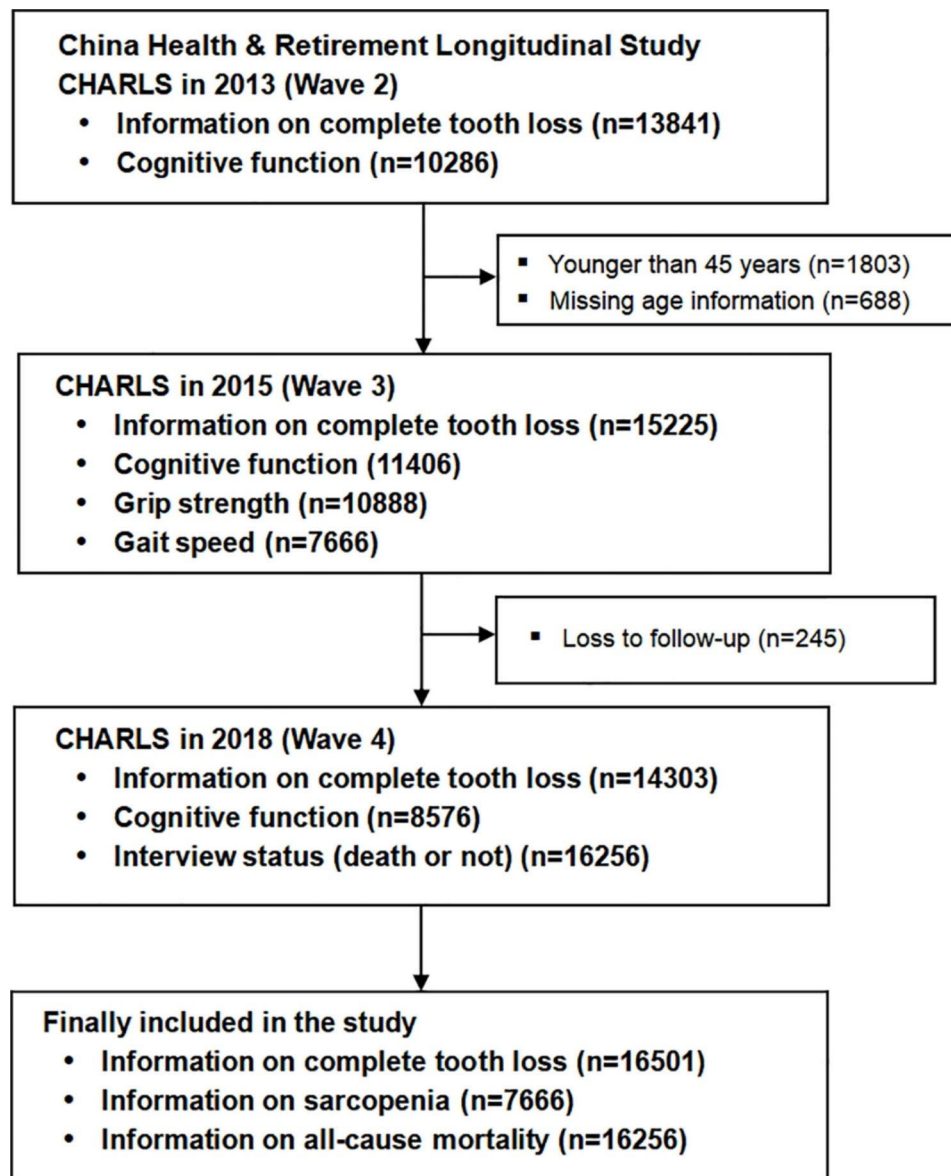 China Health & Retirement Longitudinal Study
CHARLS in 2013 (Wave 2)
• Information on complete tooth loss (n=13841)
• Cognitive function (n=10286)
▪ Younger than 45 years (n=1803)
▪ Missing age information (n=688)
CHARLS in 2015 (Wave 3)
• Information on complete tooth loss (n=15225)
• Cognitive function (11406)
• Grip strength (n=10888)
• Gait speed (n=7666)
▪ Loss to follow-up (n=245)
CHARLS in 2018 (Wave 4)
• Information on complete tooth loss (n=14303)
• Cognitive function (n=8576)
• Interview status (death or not) (n=16256)
Finally included in the study
• Information on complete tooth loss (n=16501)
• Information on sarcopenia (n=7666)
• Information on all-cause mortality (n=16256)